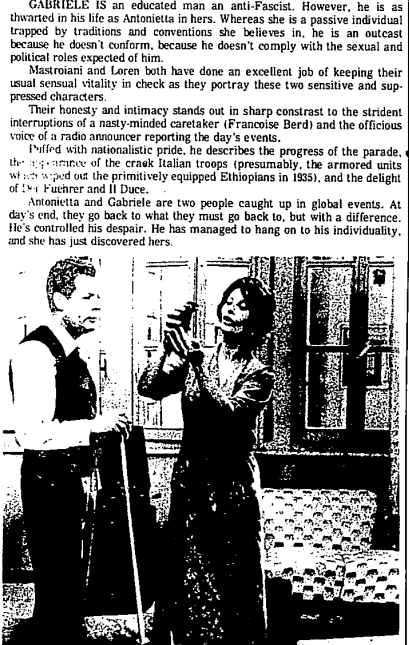 GABRIELE IS an educated man an anti-Fascist. However, he is as
thwarted in his life as Antonietta in hers. Whereas she is a passive individual
trapped by traditions and conventions she believes in, he is an outcast
because he doesn't conform, because he doesn't comply with the sexual and
political roles expected of him.
Mastroiani and Loren both have done an excellent job of keeping their
usual sensual vitality in check as they portray these two sensitive and sup-
pressed characters.
Their honesty and intimacy stands out in sharp constrast to the strident
interruptions of a nasty-minded caretaker (Francoise Berd) and the officious
voice of a radio announcer reporting the day's events.
Puffed with nationalistic pride, he describes the progress of the parade,
the appearance of the crack Italian troops (presumably, the armored units
which wiped out the primitively equipped Ethiopians in 1935), and the delight
of Der Fuehrer and Il Duce.
Antonietta and Gabriele are two people caught up in global events. At
day's end, they go back to what they must go back to, but with a difference.
He's controlled his despair. He has managed to hang on to his individuality,
and she has just discovered hers.